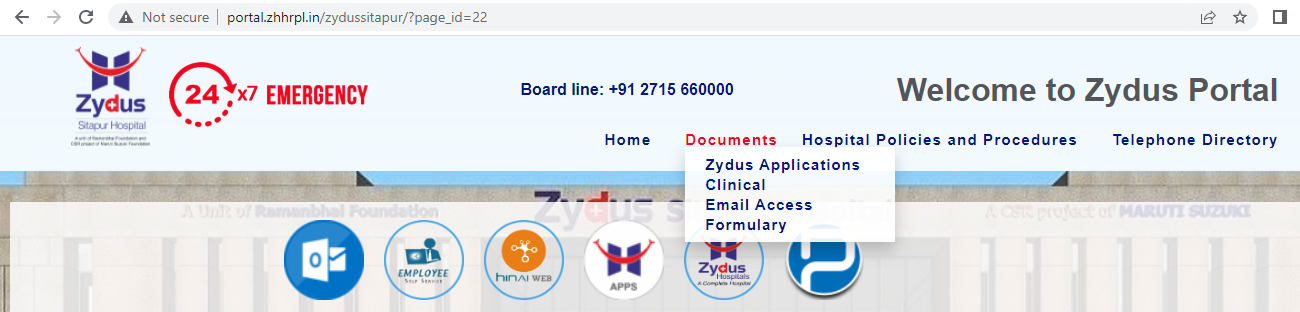 Not secure | portal.zhhrpl.in/zydussitapur/?page_id=22
Zydus
Sitapur Hospital
A unit of Ramanbhai Foundation and
CSR project of Maruti Suzuki Foundation
24 x7 EMERGENCY
Board line: +91 2715 660000
Welcome to Zydus Portal
Home Documents Hospital Policies and Procedures Telephone Directory
Zydus Applications
Clinical
Email Access
Formulary
Zydus
A Unit of Ramanbhai Foundation
A CSR project of MARUTI SUZUKI
EMPLOYEE
Self Service
HINAI WEB
APPS
Zydus
Hospitals
A Complete Hospital